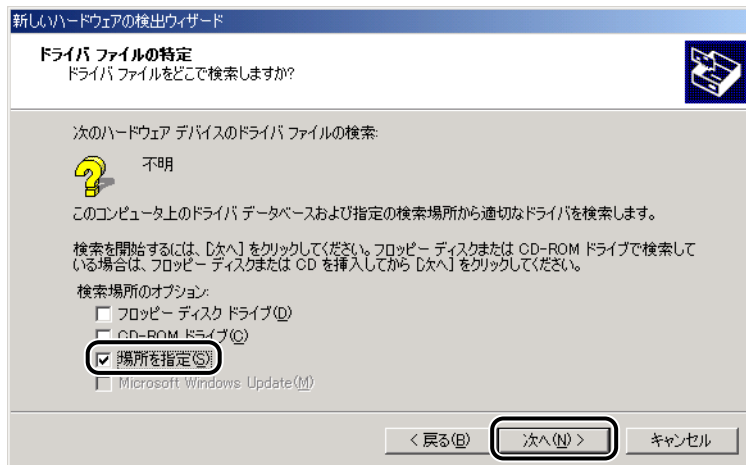 新しいハードウェアの検出ウィザード
ドライバ ファイルの特定
ドライバ ファイルをどこで検索しますか?
次のハードウェア デバイスのドライバ ファイルの検索:
不明
このコンピュータ上のドライバ データベースおよび指定の検索場所から適切なドライバを検索します。
検索を開始するには、[次へ] をクリックしてください。フロッピー ディスクまたは CD-ROM ドライブで検索して
いる場合は、フロッピー ディスクまたは CD を挿入してから [次へ] をクリックしてください。
検索場所のオプション:
フロッピー ディスク ドライブ(D)
CD-ROM ドライブ(C)
場所を指定(S)
Microsoft Windows Update(M)
< 戻る(B) 次へ(N) > キャンセル